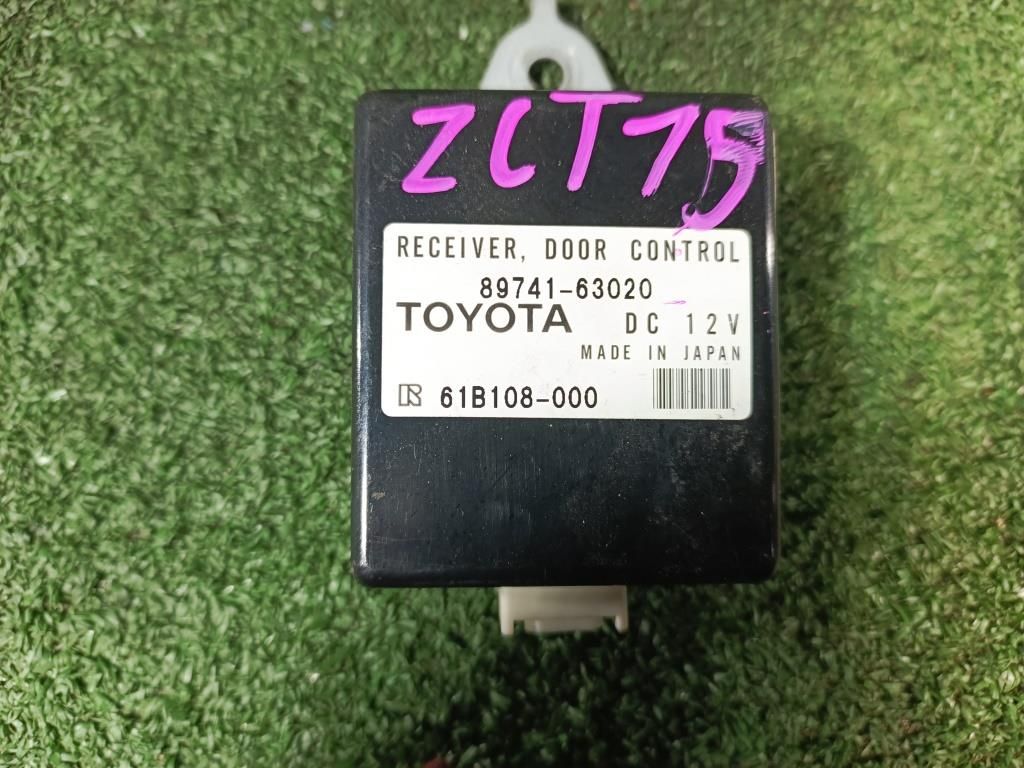 ZCT15
RECEIVER, DOOR CONTROL
89741-63020
TOYOTA DC 12V
MADE IN JAPAN
R 61B108-000